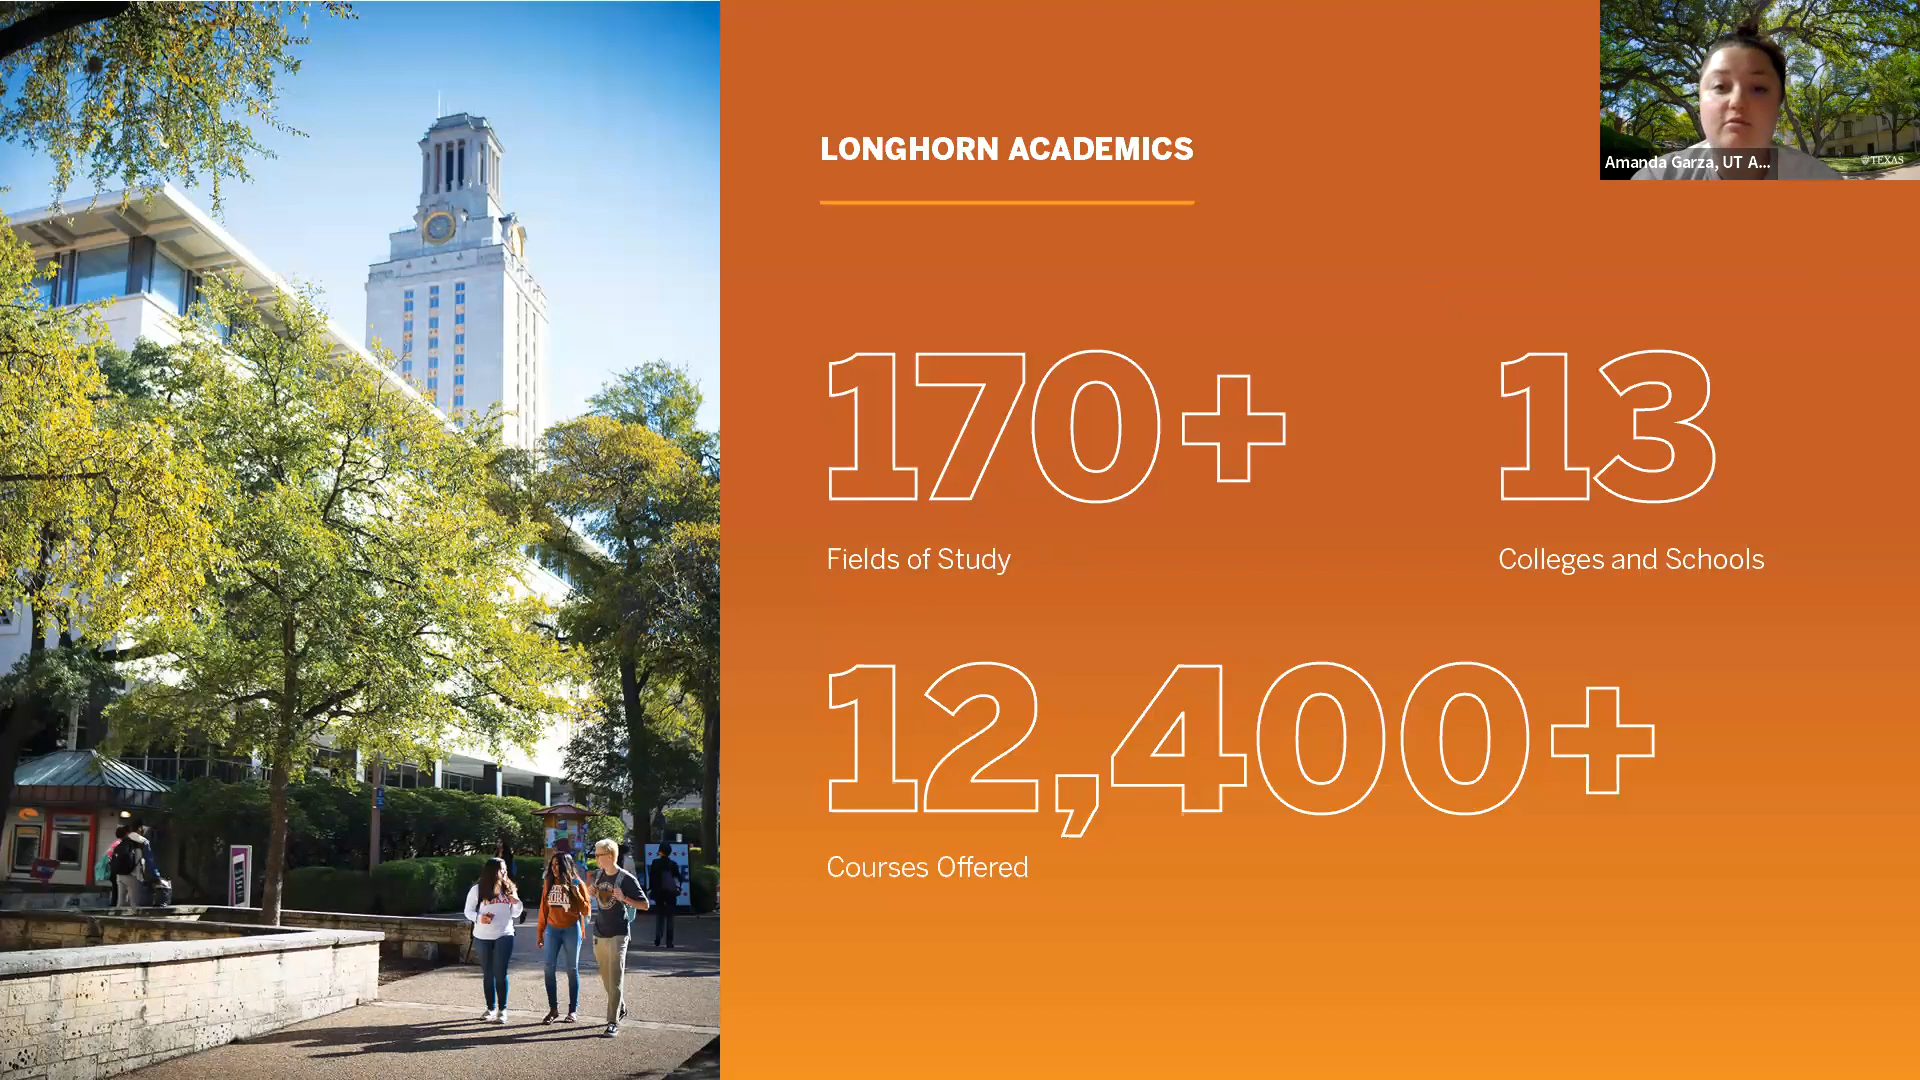 LONGHORN ACADEMICS
Amanda Garza, UT A...
TEXAS
170+
13
Fields of Study
Colleges and Schools
12,400+
Courses Offered